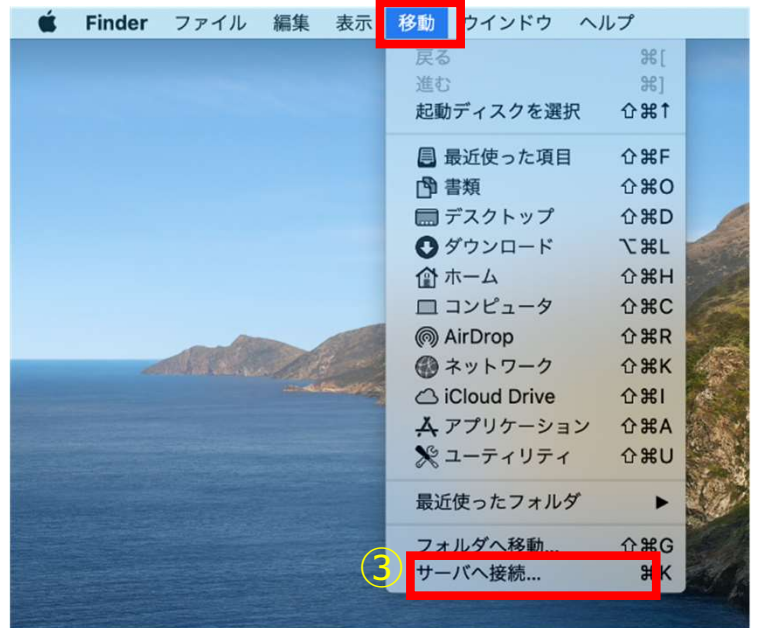 Finder ファイル 編集 表示 移動 ウインドウ ヘルプ
戻る ⌘[
進む ⌘]
起動ディスクを選択 ⇧⌘↑
最近使った項目 ⇧⌘F
書類 ⇧⌘O
デスクトップ ⇧⌘D
ダウンロード ⌥⌘L
ホーム ⇧⌘H
コンピュータ ⇧⌘C
AirDrop ⇧⌘R
ネットワーク ⇧⌘K
iCloud Drive ⇧⌘I
アプリケーション ⇧⌘A
ユーティリティ ⇧⌘U
最近使ったフォルダ ▶
フォルダへ移動... ⇧⌘G
③ サーバへ接続... ⌘K